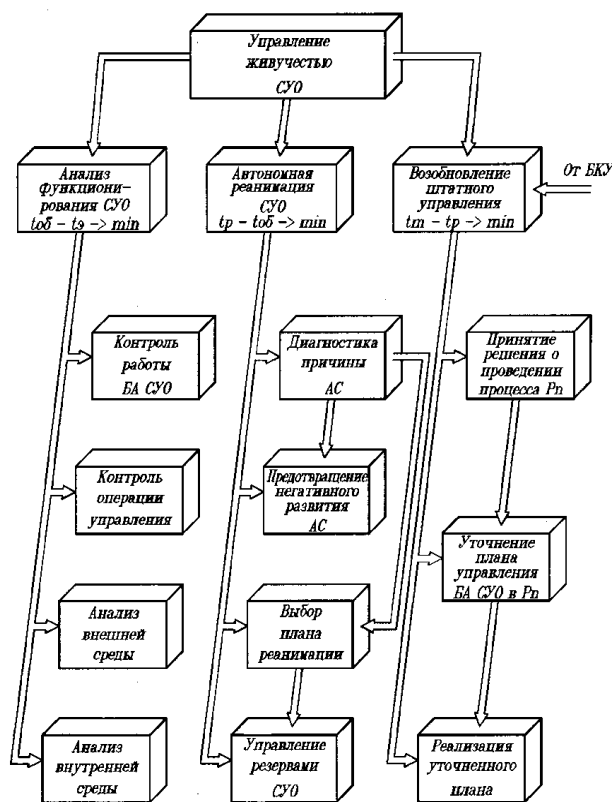 Управление
живучестью
СУО
Анализ
функциони-
рования СУО
tоб - tэ -> min
Автономная
реанимация
СУО
tр - tоб -> min
Возобновление
штатного
управления
tт - tр -> min
От БКУ
Контроль
работы
БА СУО
Диагностика
причины
АС
Принятие
решения о
проведении
процесса Рп
Контроль
операции
управления
Предотвращение
негативного
развития
АС
Уточнение
плана
управления
БА СУО в Рп
Анализ
внешней
среды
Выбор
плана
реанимации
Анализ
внутренней
среды
Управление
резервами
СУО
Реализация
уточненного
плана